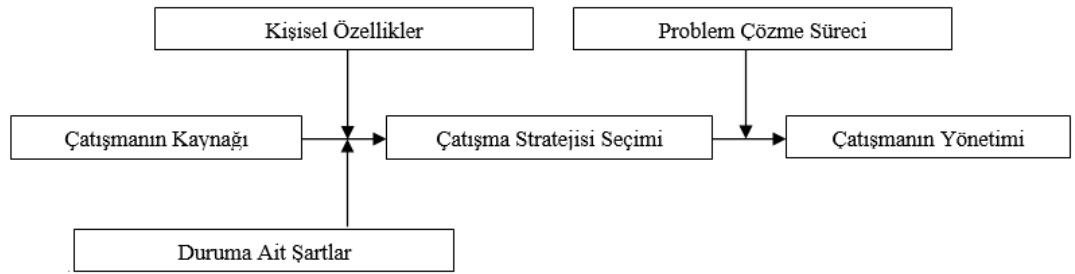 Kişisel Özellikler
Problem Çözme Süreci
Çatışmanın Kaynağı
Çatışma Stratejisi Seçimi
Çatışmanın Yönetimi
Duruma Ait Şartlar